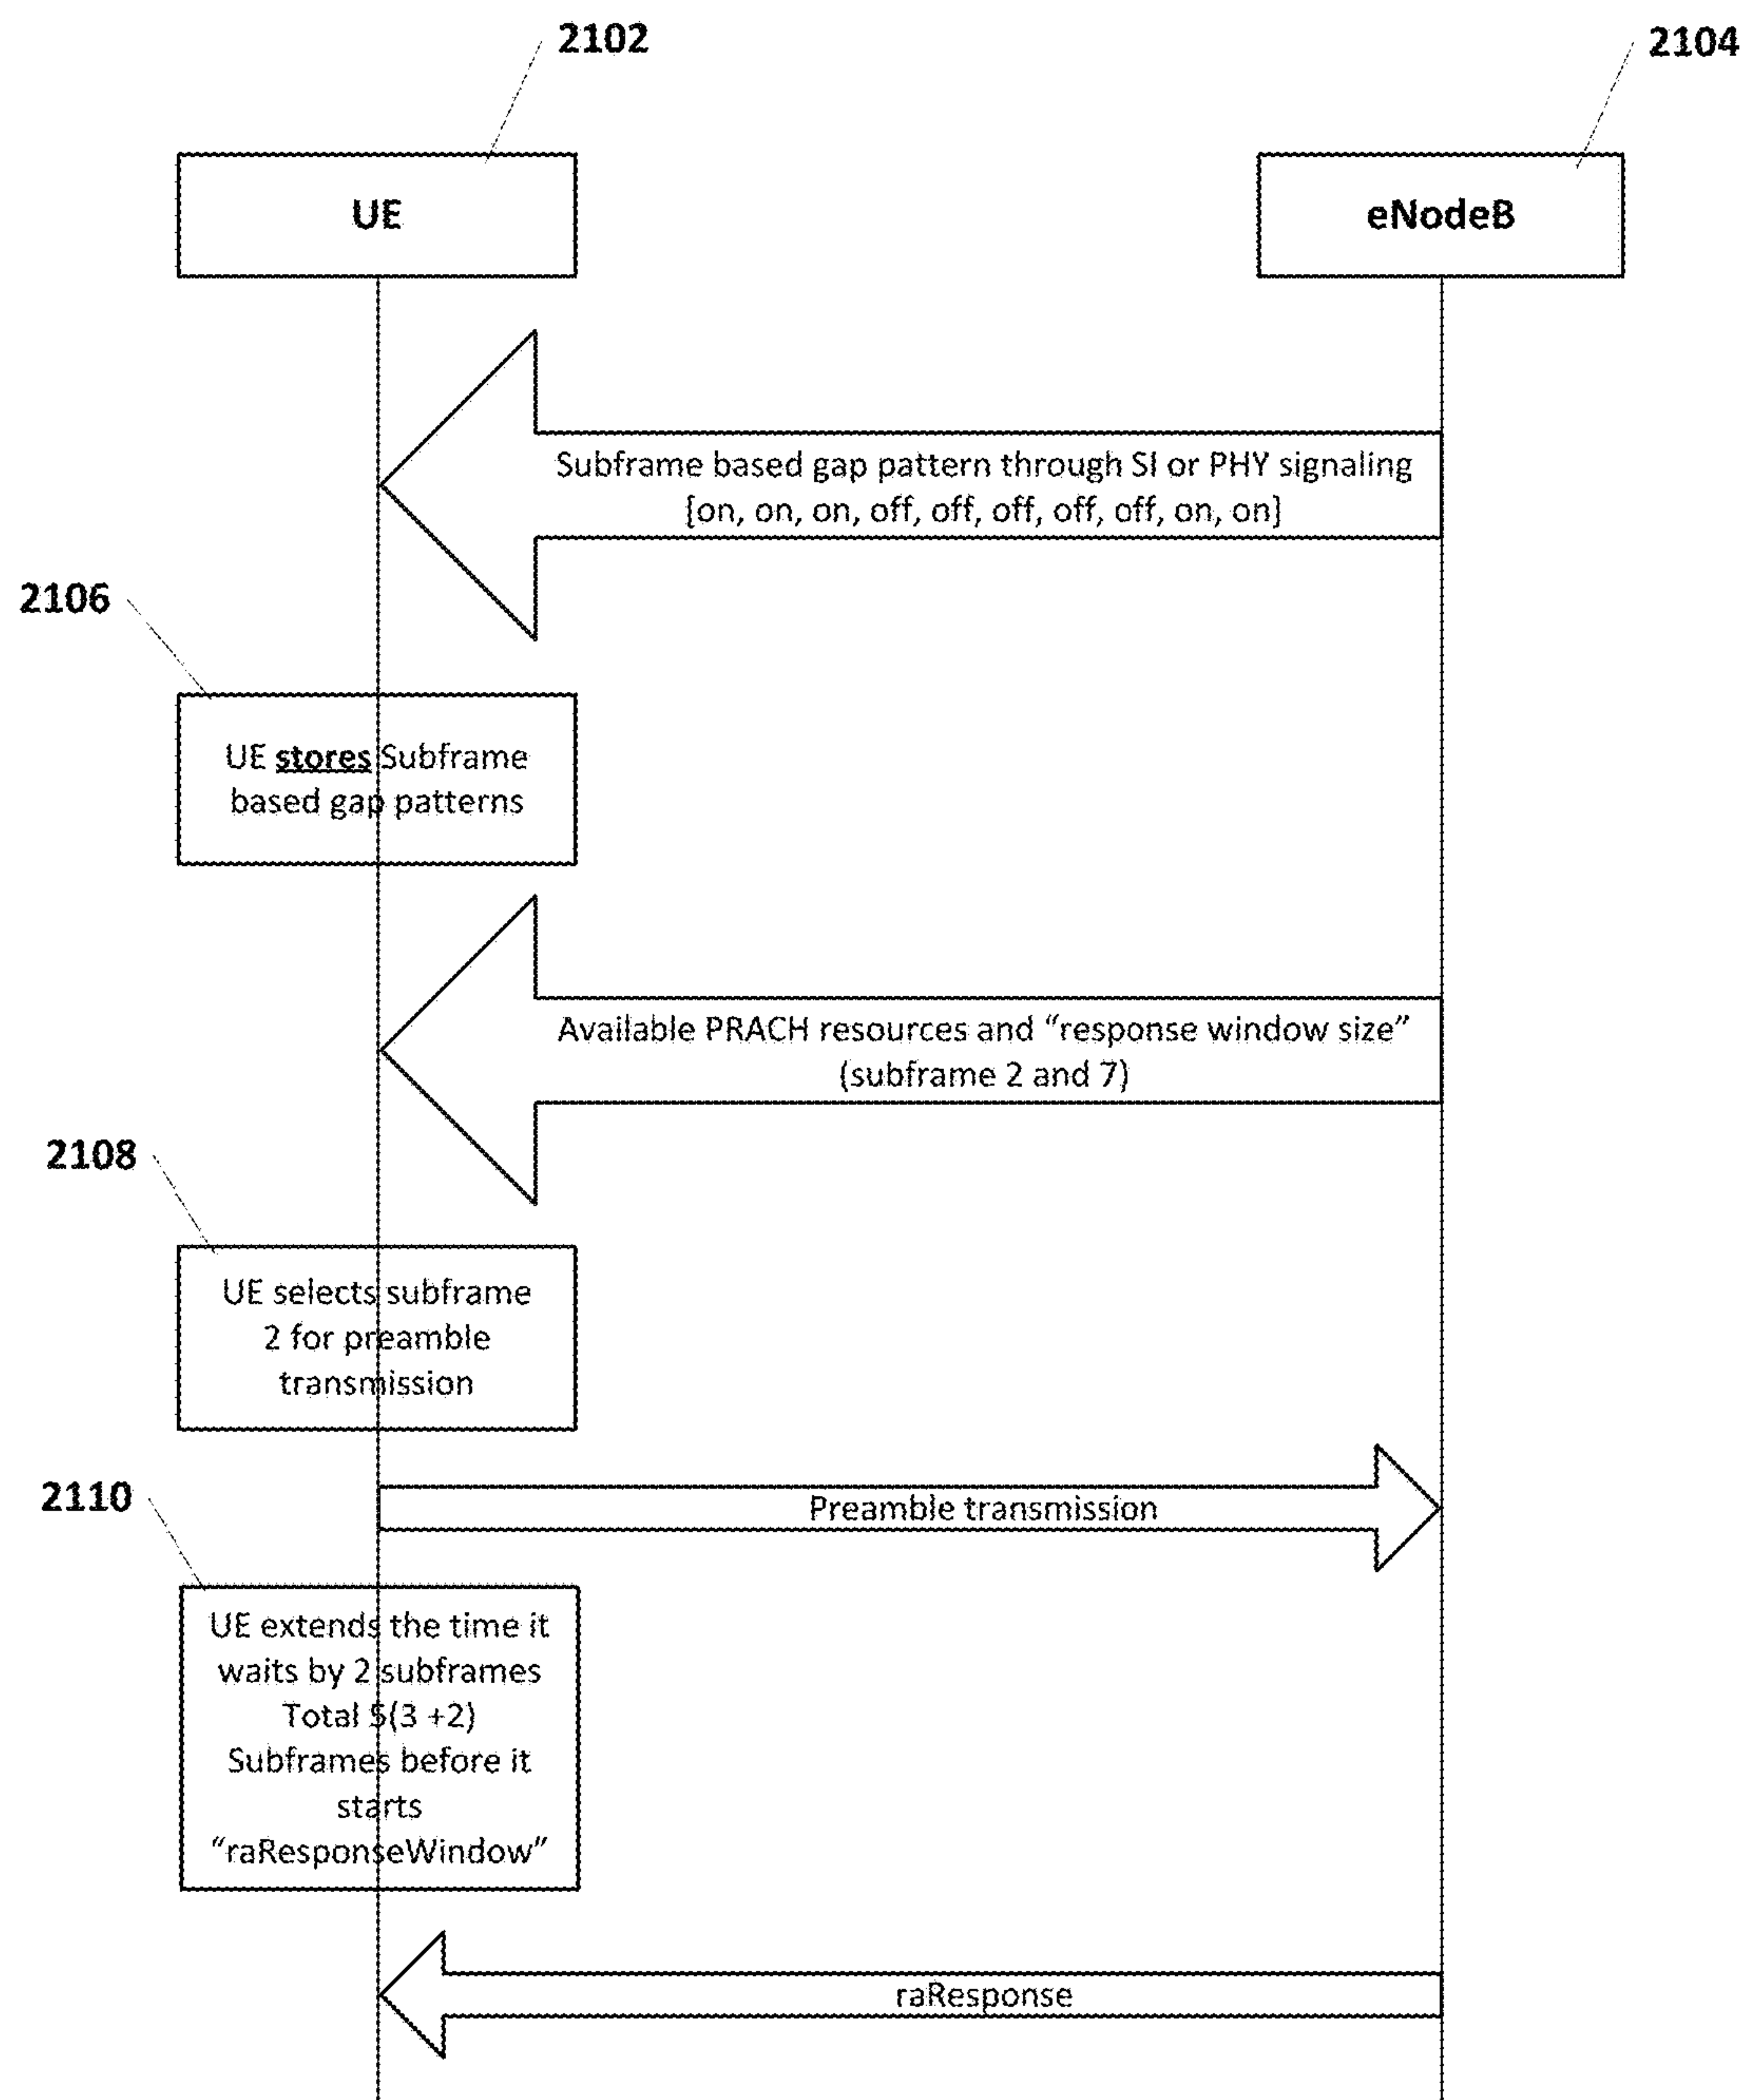 2102
2104
UE
eNodeB
Subframe based gap pattern through SI or PHY signaling
[on, on, on, off, off, off, off, off, on, on]
2106
UE stores Subframe
based gap patterns
Available PRACH resources and “response window size”
(subframe 2 and 7)
2108
UE selects subframe
2 for preamble
transmission
2110
Preamble transmission
UE extends the time it
waits by 2 subframes
Total 5(3 +2)
Subframes before it
starts
“raResponseWindow”
raResponse